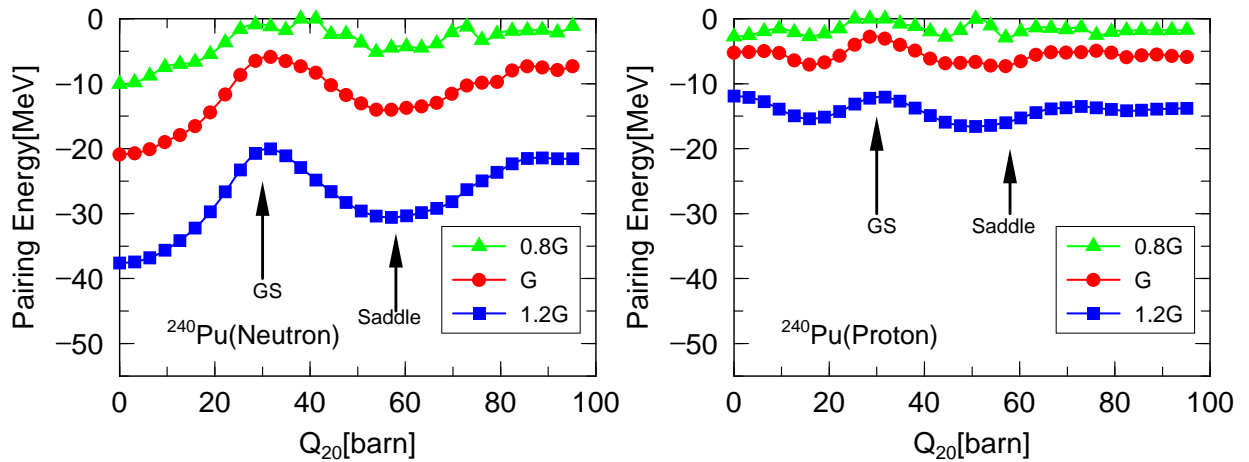 0
−10
−20
−30
−40
−50
Pairing Energy[MeV]
GS
Saddle
0.8G
G
1.2G
²⁴⁰Pu(Neutron)
0 20 40 60 80 100
Q₂₀[barn]
0
−10
−20
−30
−40
−50
Pairing Energy[MeV]
GS
Saddle
0.8G
G
1.2G
²⁴⁰Pu(Proton)
0 20 40 60 80 100
Q₂₀[barn]